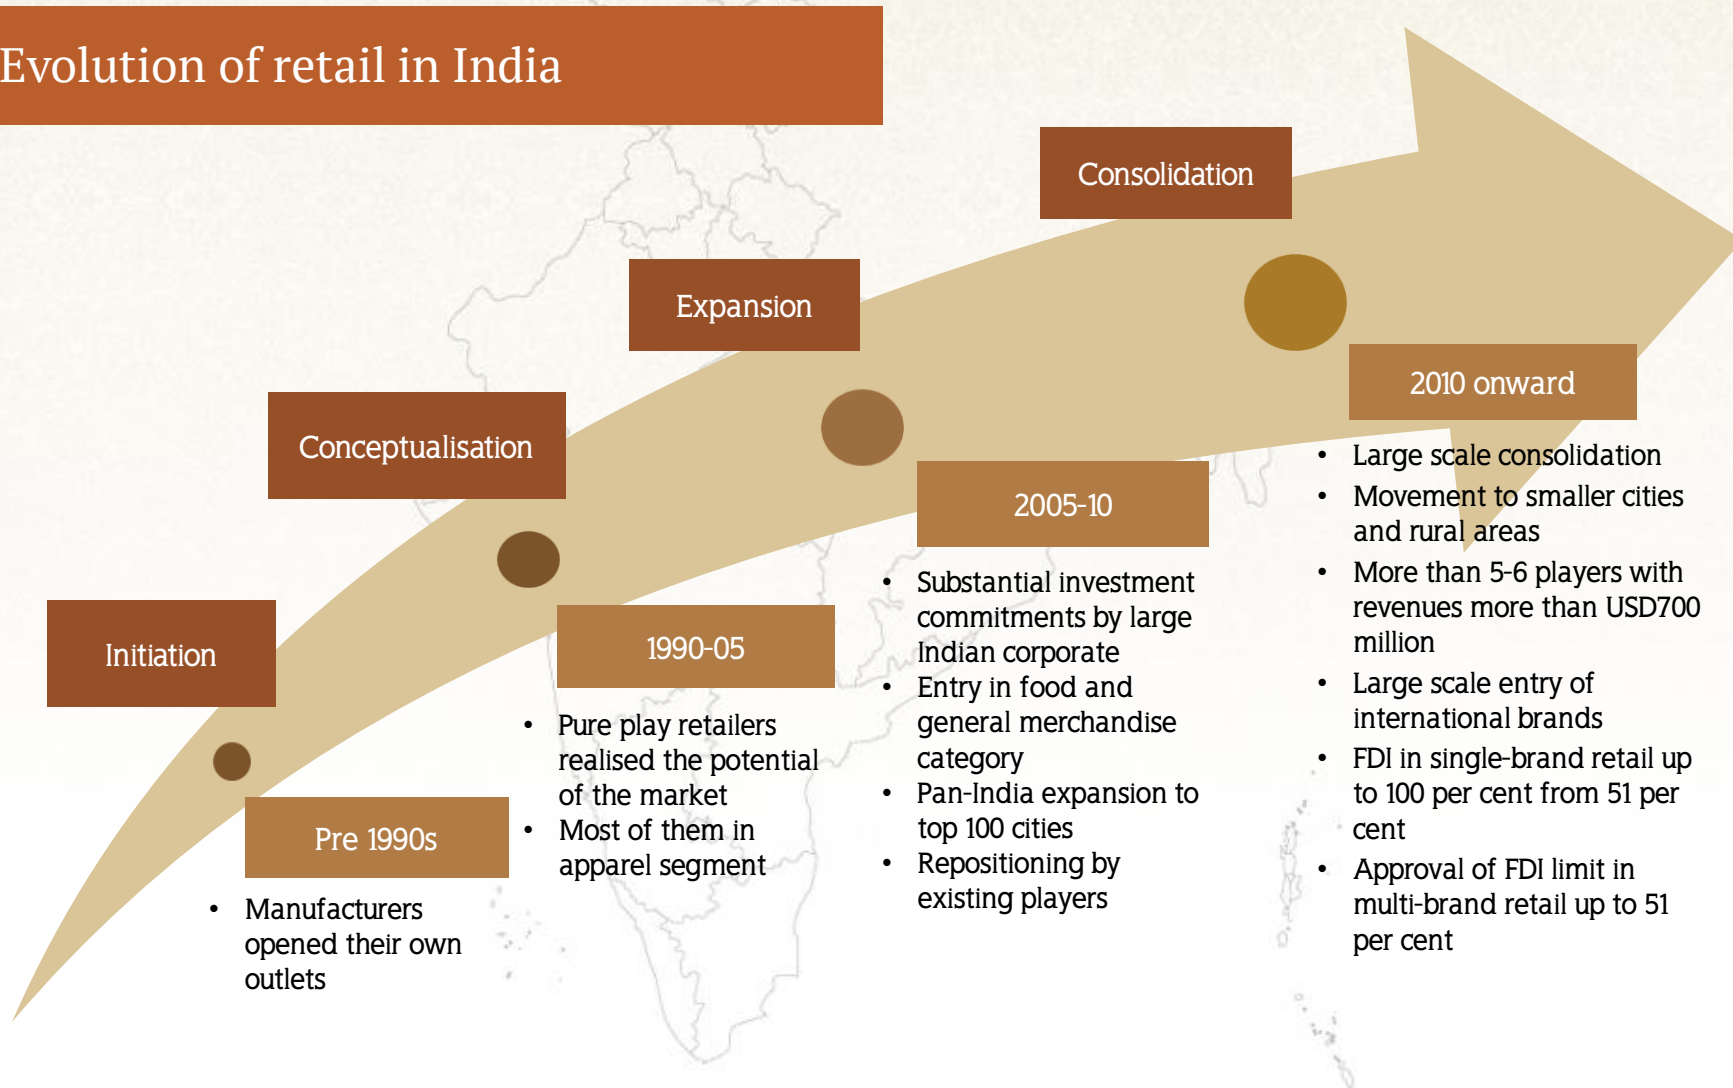 Evolution of retail in India
Initiation
Pre 1990s
• Manufacturers
opened their own
outlets
Conceptualisation
1990-05
• Pure play retailers
realised the potential
of the market
• Most of them in
apparel segment
Expansion
2005-10
• Substantial investment
commitments by large
Indian corporate
• Entry in food and
general merchandise
category
• Pan-India expansion to
top 100 cities
• Repositioning by
existing players
Consolidation
2010 onward
• Large scale consolidation
• Movement to smaller cities
and rural areas
• More than 5-6 players with
revenues more than USD700
million
• Large scale entry of
international brands
• FDI in single-brand retail up
to 100 per cent from 51 per
cent
• Approval of FDI limit in
multi-brand retail up to 51
per cent